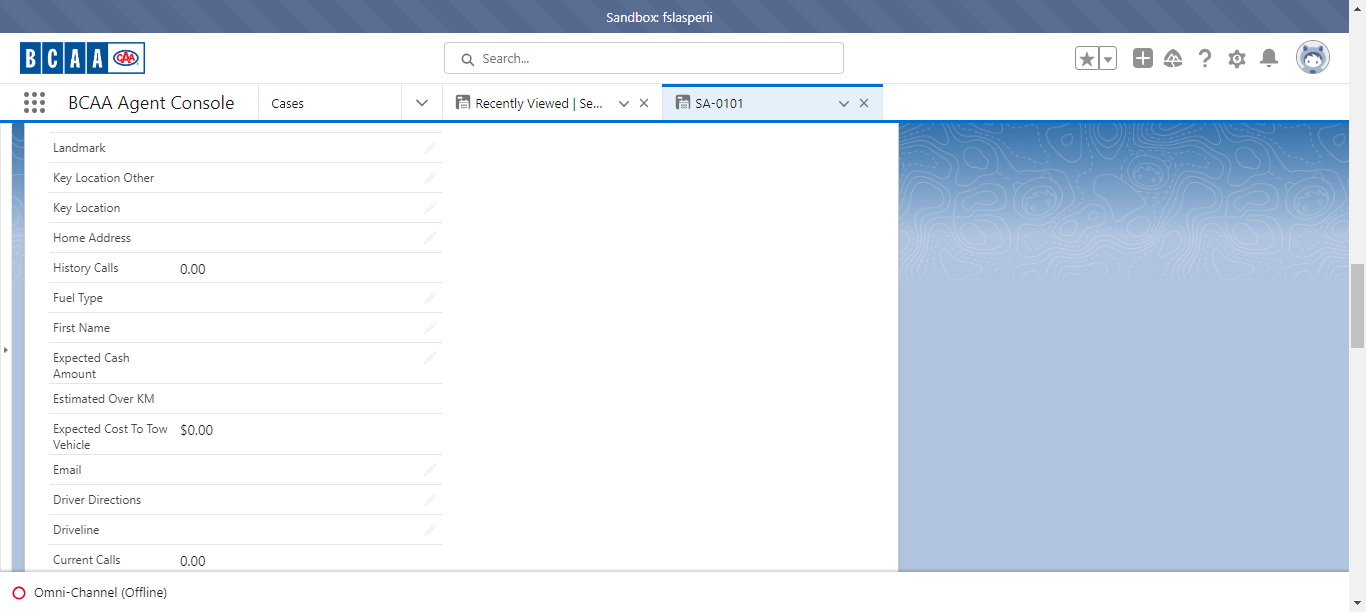 Sandbox: fslasperii
BCAA CAA
Search...
BCAA Agent Console
Cases
Recently Viewed | Se...
SA-0101
Landmark
Key Location Other
Key Location
Home Address
History Calls 0.00
Fuel Type
First Name
Expected Cash
Amount
Estimated Over KM
Expected Cost To Tow $0.00
Vehicle
Email
Driver Directions
Driveline
Current Calls 0.00
Omni-Channel (Offline)